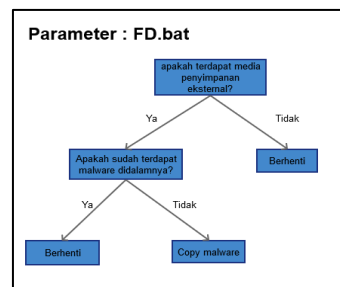 Parameter : FD.bat
apakah terdapat media
penyimpanan
eksternal?
Ya
Tidak
Apakah sudah terdapat
malware didalamnya?
Berhenti
Ya
Tidak
Berhenti
Copy malware